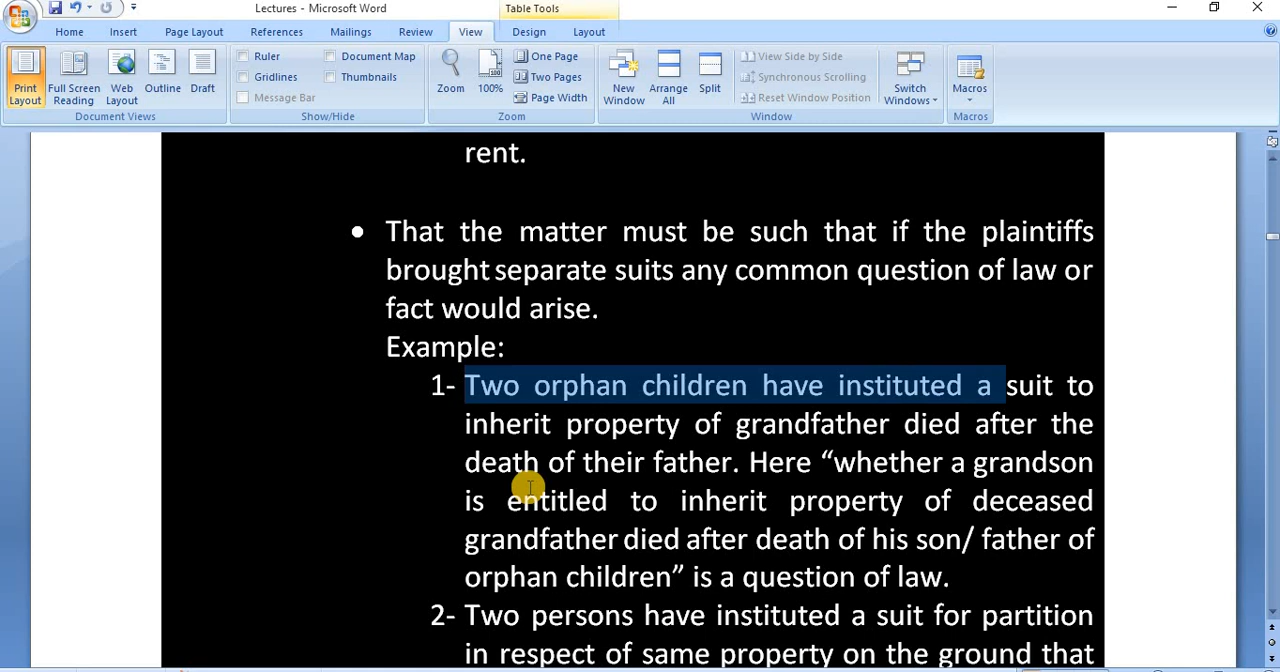 Lectures - Microsoft Word
Table Tools
Home Insert Page Layout References Mailings Review View Design Layout
Print Layout
Full Screen Reading
Web Layout
Outline
Draft
Document Views
Ruler
Gridlines
Message Bar
Document Map
Thumbnails
Show/Hide
Zoom
100%
One Page
Two Pages
Page Width
Zoom
New Window
Arrange All
Split
View Side by Side
Synchronous Scrolling
Reset Window Position
Switch Windows
Window
Macros
Macros
rent.
• That the matter must be such that if the plaintiffs
brought separate suits any common question of law or
fact would arise.
Example:
1- Two orphan children have instituted a suit to
inherit property of grandfather died after the
death of their father. Here “whether a grandson
is entitled to inherit property of deceased
grandfather died after death of his son/ father of
orphan children” is a question of law.
2- Two persons have instituted a suit for partition
in respect of same property on the ground that